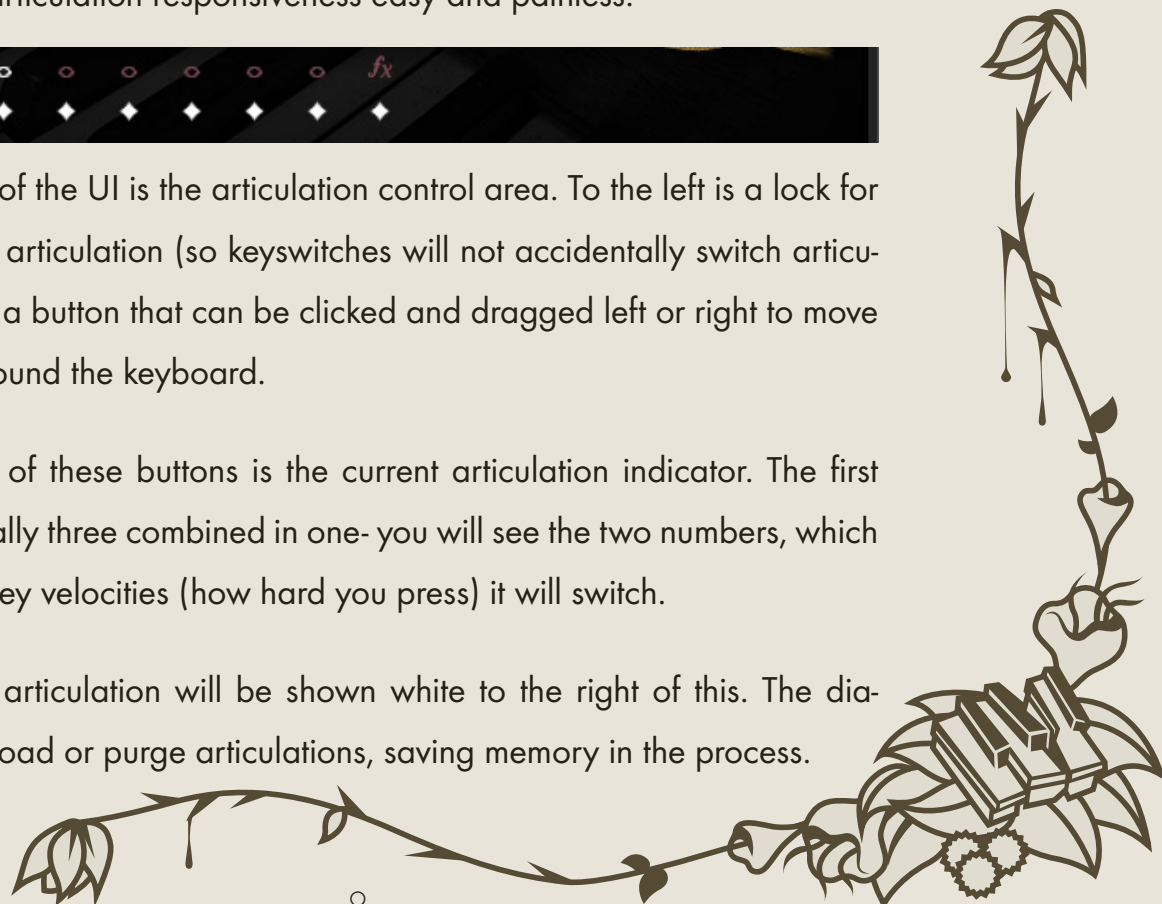 articulation responsiveness easy and painless.
fx
of the UI is the articulation control area. To the left is a lock for
articulation (so keyswitches will not accidentally switch articu-
a button that can be clicked and dragged left or right to move
ound the keyboard.
of these buttons is the current articulation indicator. The first
ally three combined in one- you will see the two numbers, which
ey velocities (how hard you press) it will switch.
articulation will be shown white to the right of this. The dia-
oad or purge articulations, saving memory in the process.